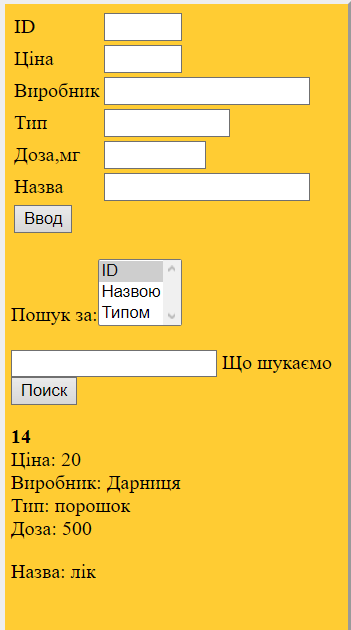 ID
Ціна
Виробник
Тип
Доза,мг
Назва
Ввод
ID
Назвою
Пошук за: Типом
Що шукаємо
Поиск
14
Ціна: 20
Виробник: Дарниця
Тип: порошок
Доза: 500
Назва: лік